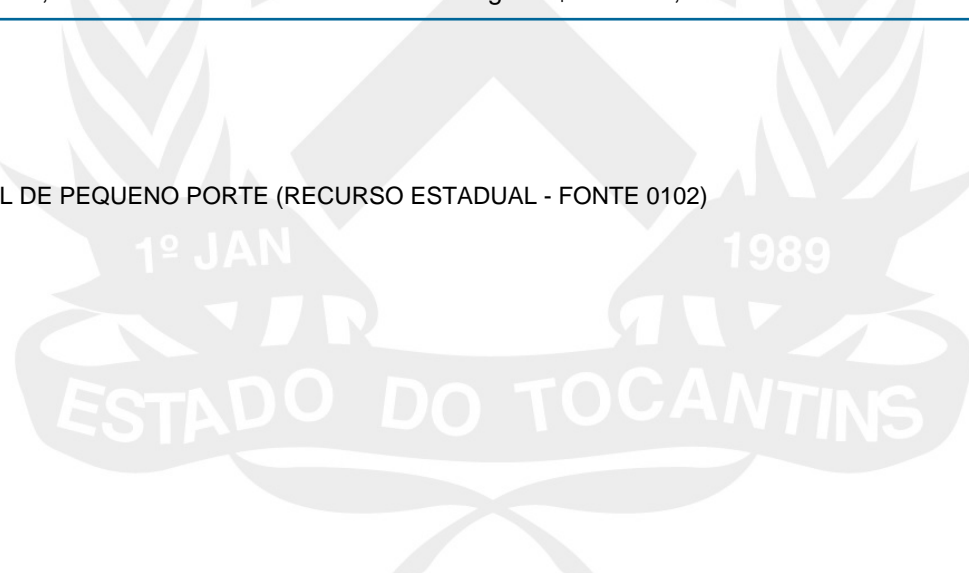 L DE PEQUENO PORTE (RECURSO ESTADUAL - FONTE 0102)
1º JAN 1989
ESTADO DO TOCANTINS